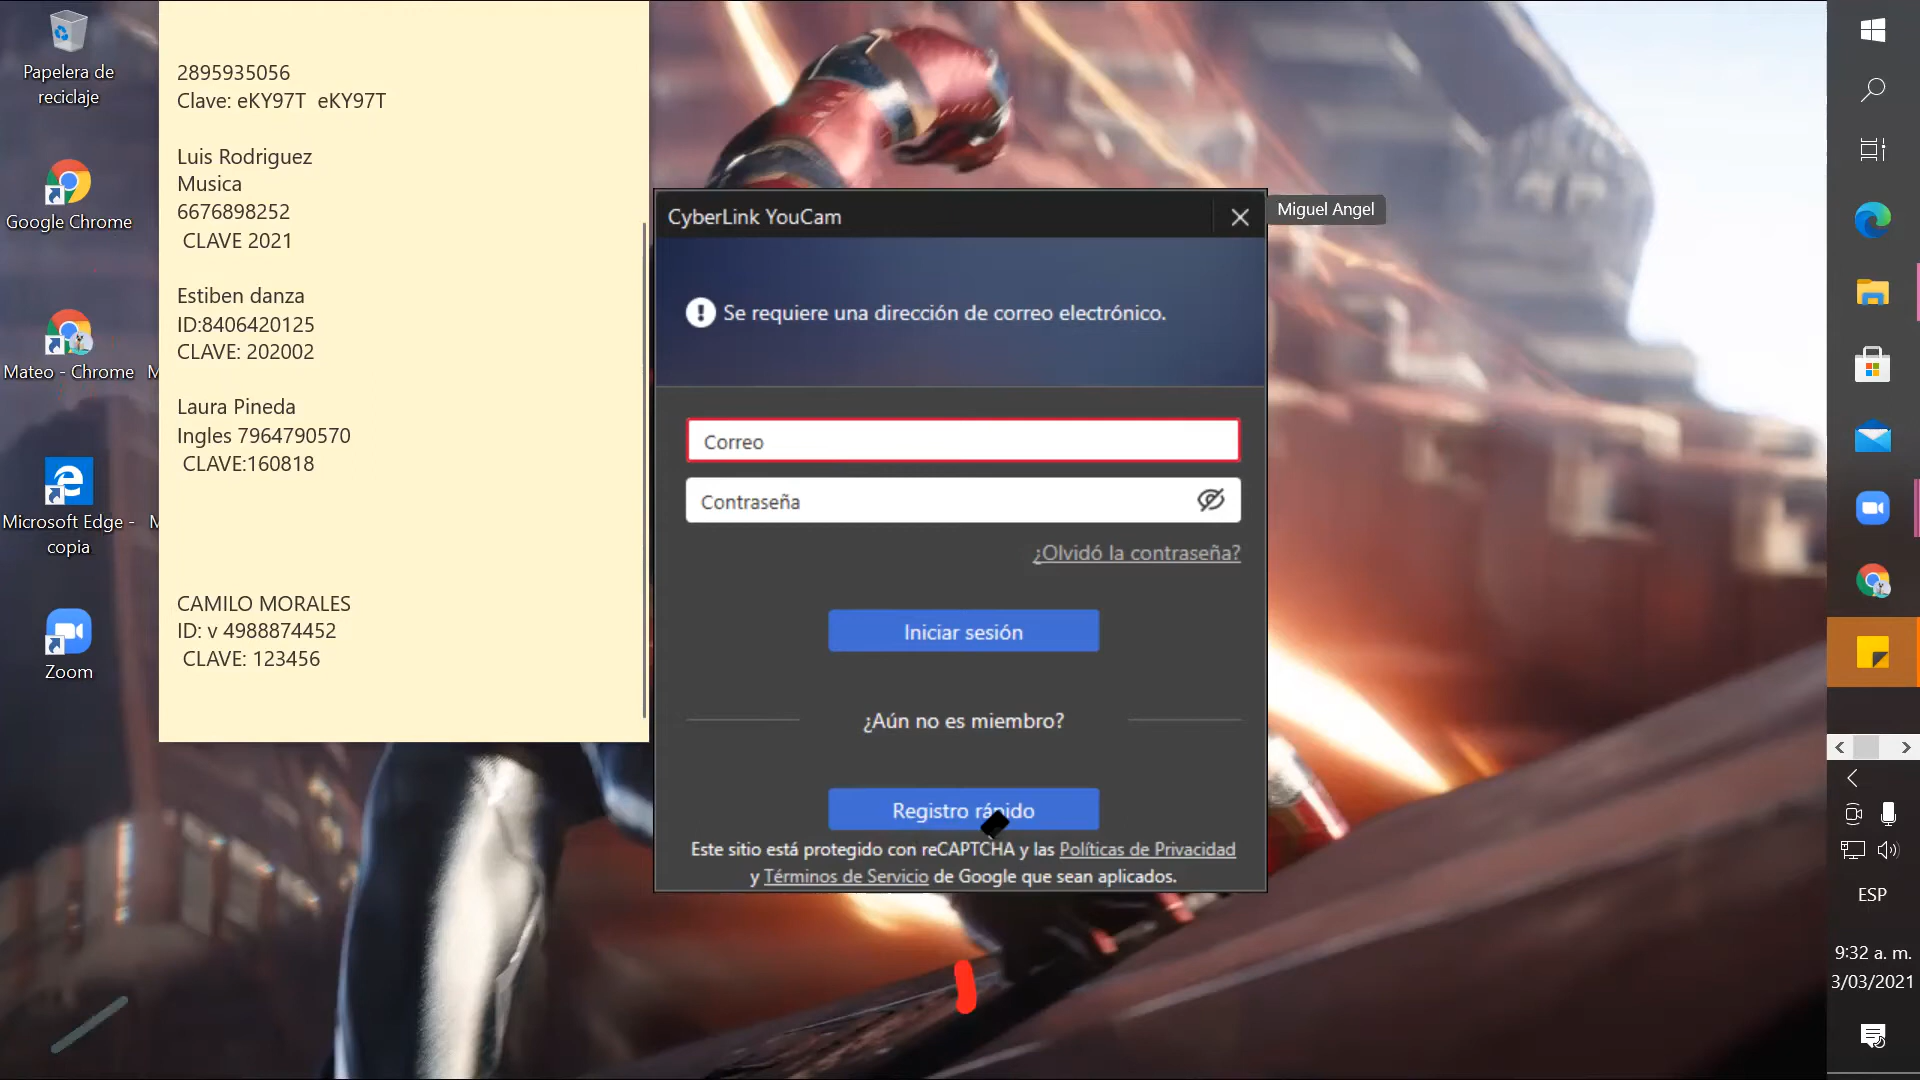 Papelera de
reciclaje
Google Chrome
Mateo - Chrome
M
Microsoft Edge -
copia
M
Zoom
2895935056
Clave: eKY97T  eKY97T
Luis Rodriguez
Musica
6676898252
CLAVE 2021
Estiben danza
ID:8406420125
CLAVE: 202002
Laura Pineda
Ingles 7964790570
CLAVE:160818
CAMILO MORALES
ID: v 4988874452
CLAVE: 123456
CyberLink YouCam
Miguel Angel
Se requiere una dirección de correo electrónico.
Correo
Contraseña
¿Olvidó la contraseña?
Iniciar sesión
¿Aún no es miembro?
Registro rápido
Este sitio está protegido con reCAPTCHA y las Políticas de Privacidad
y Términos de Servicio de Google que sean aplicados.
ESP
9:32 a. m.
3/03/2021